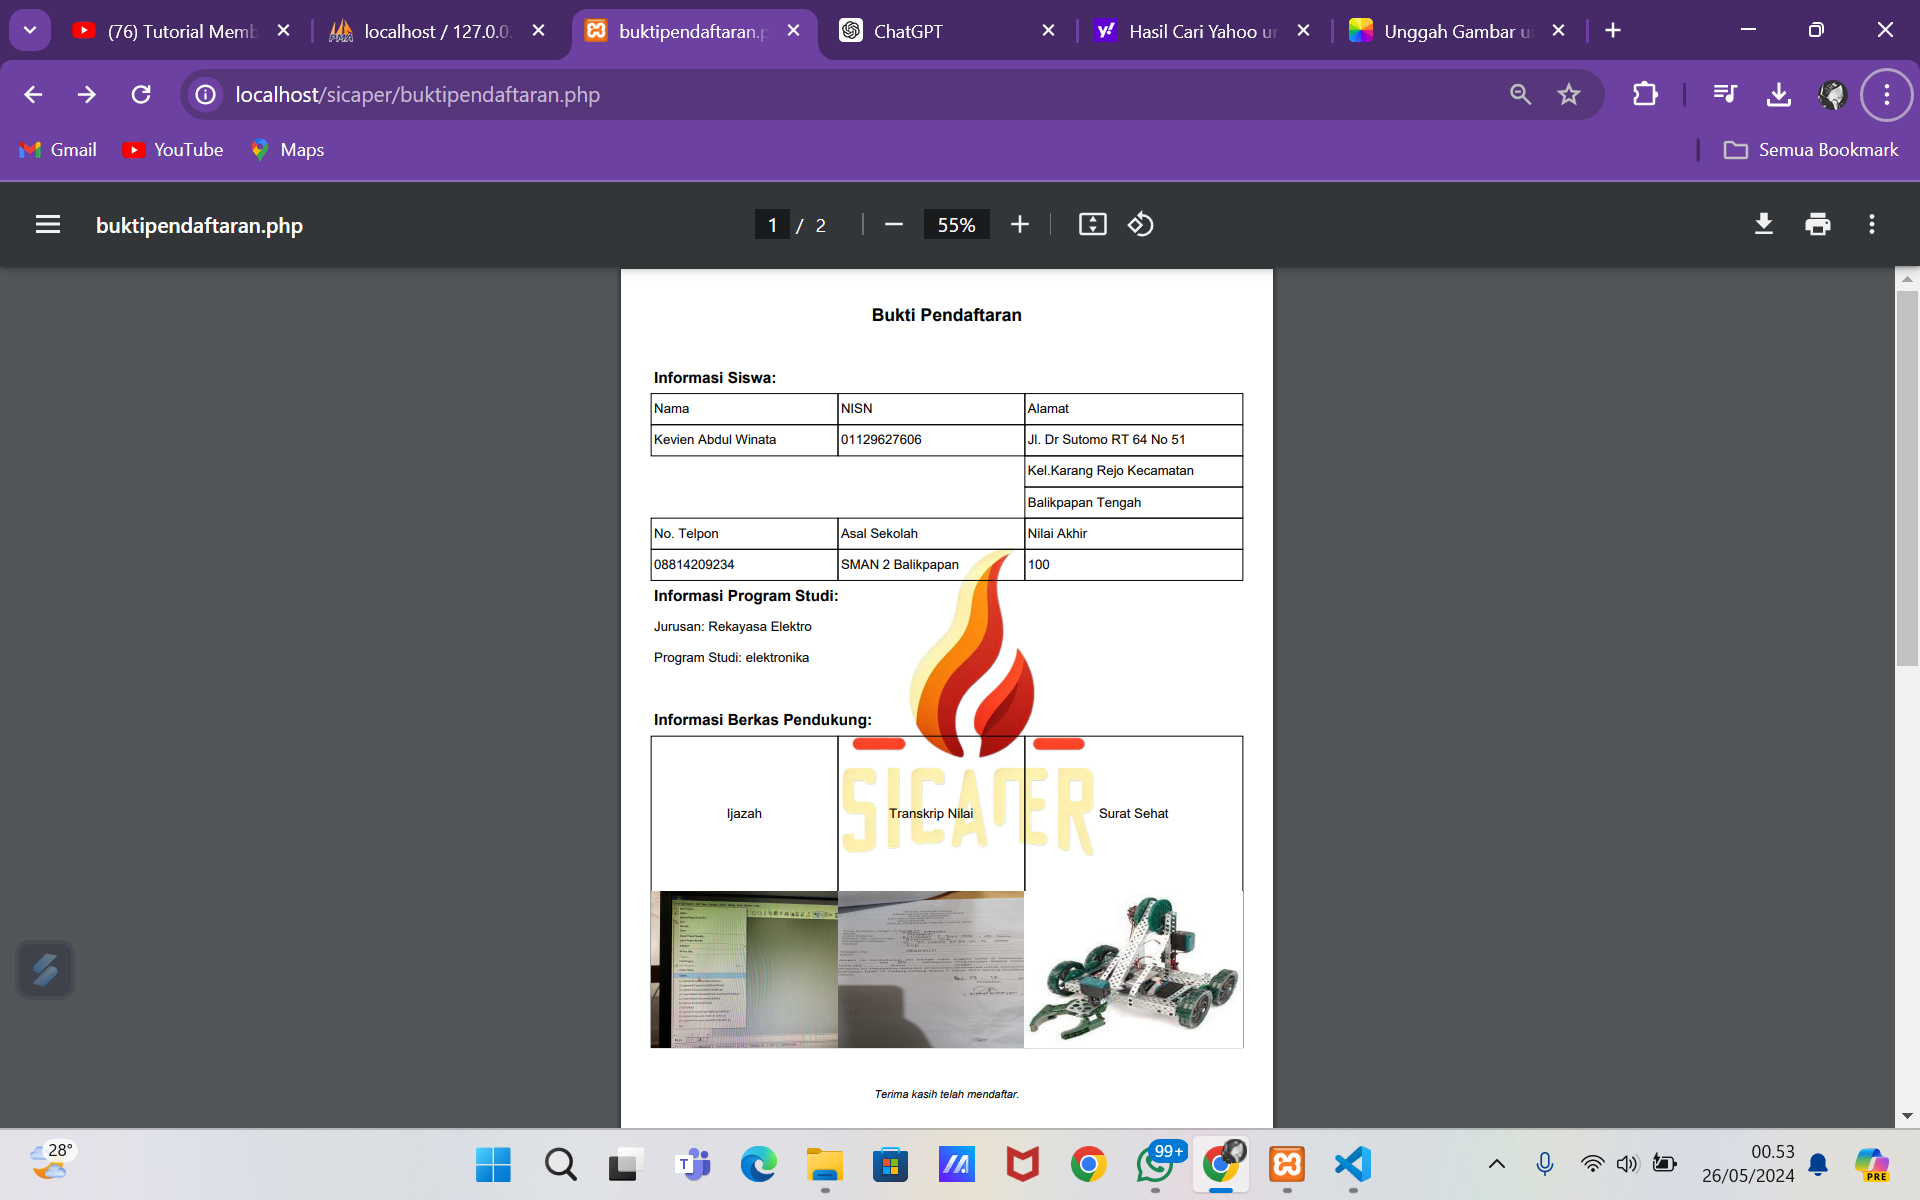 (76) Tutorial Memb
localhost / 127.0.0.
buktipendaftaran.p
ChatGPT
Hasil Cari Yahoo ur
Unggah Gambar u
localhost/sicaper/buktipendaftaran.php
Gmail
YouTube
Maps
Semua Bookmark
buktipendaftaran.php
1 / 2
55%
Bukti Pendaftaran
Informasi Siswa:
Nama NISN Alamat
Kevien Abdul Winata 01129627606 Jl. Dr Sutomo RT 64 No 51
Kel.Karang Rejo Kecamatan
Balikpapan Tengah
No. Telpon Asal Sekolah Nilai Akhir
08814209234 SMAN 2 Balikpapan 100
Informasi Program Studi:
Jurusan: Rekayasa Elektro
Program Studi: elektronika
Informasi Berkas Pendukung:
SICAPER
Ijazah Transkrip Nilai Surat Sehat
Terima kasih telah mendaftar.
28°
99+
PRE
00.53
26/05/2024